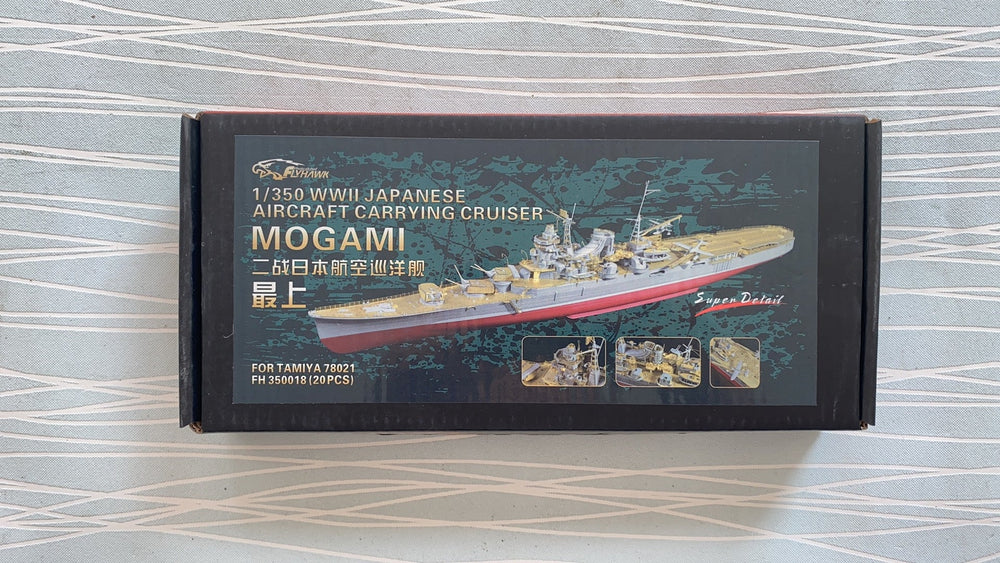 FLYHAWK
1/350 WWII JAPANESE
AIRCRAFT CARRYING CRUISER
MOGAMI
二战日本航空巡洋舰
最上
Super Detail
FOR TAMIYA 78021
FH 350018 (20PCS)